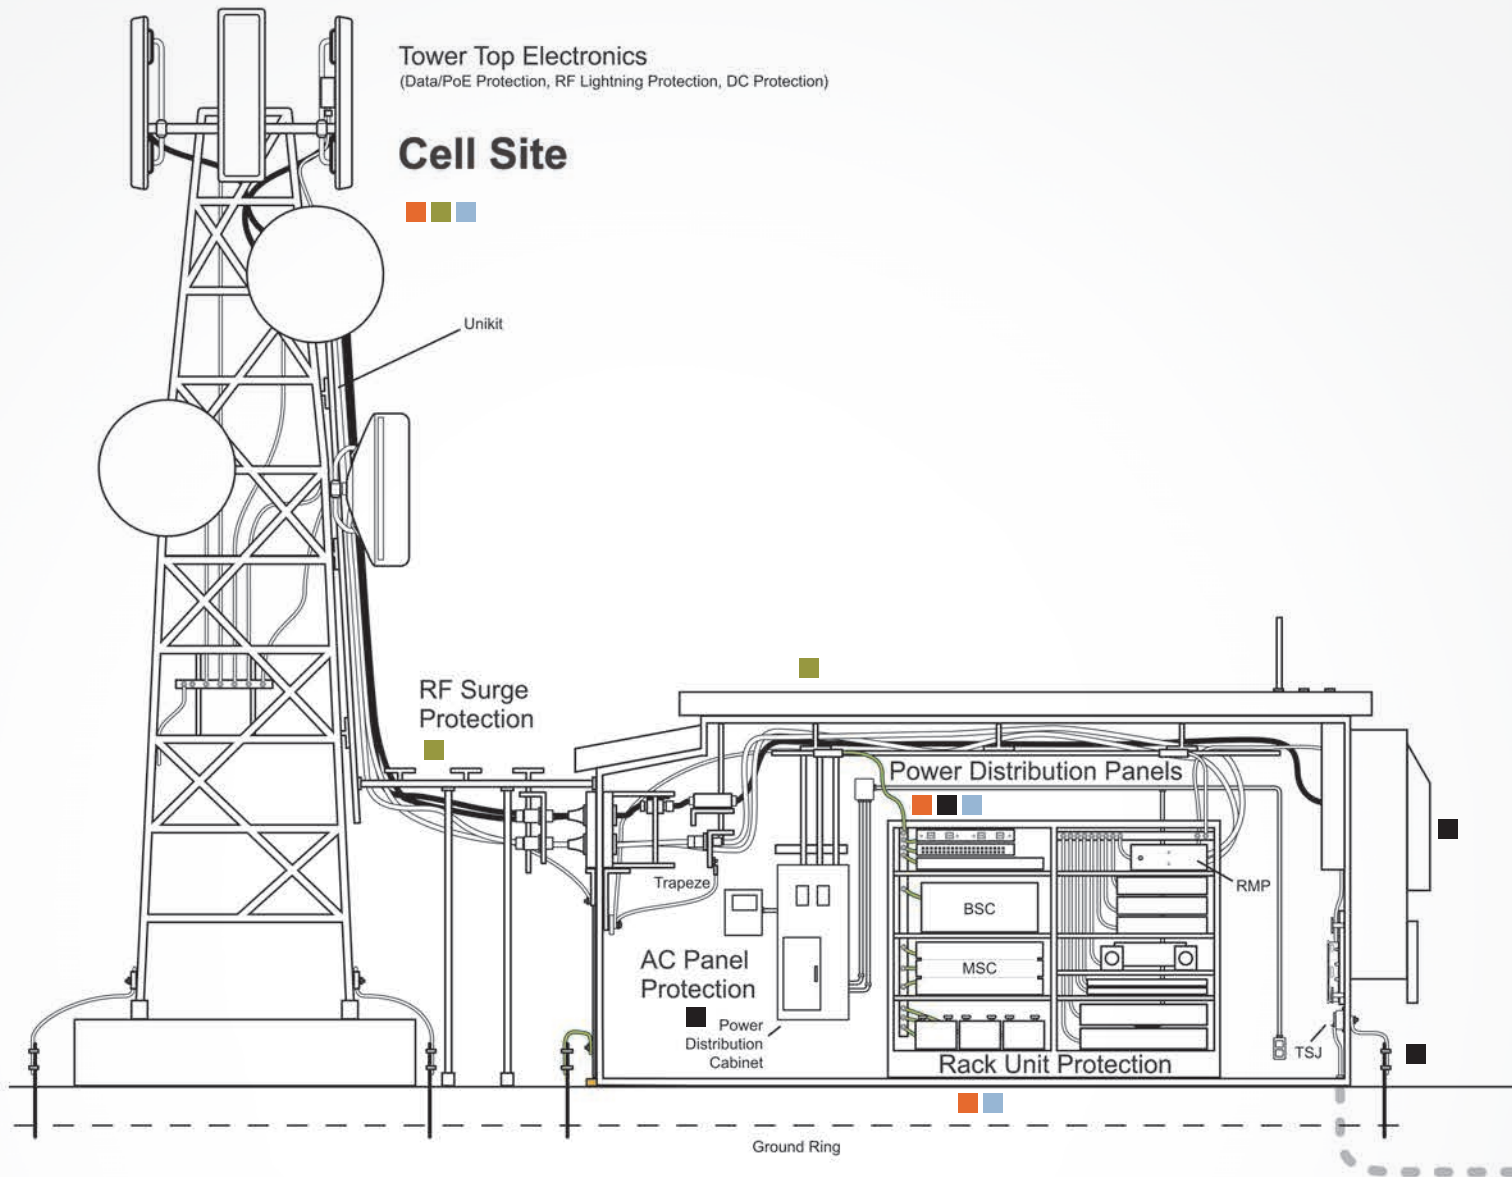 Tower Top Electronics
(Data/PoE Protection, RF Lightning Protection, DC Protection)
Cell Site
Unikit
RF Surge
Protection
Power Distribution Panels
Trapeze
RMP
BSC
AC Panel
Protection
MSC
Power
Distribution
Cabinet
TSJ
Rack Unit Protection
Ground Ring